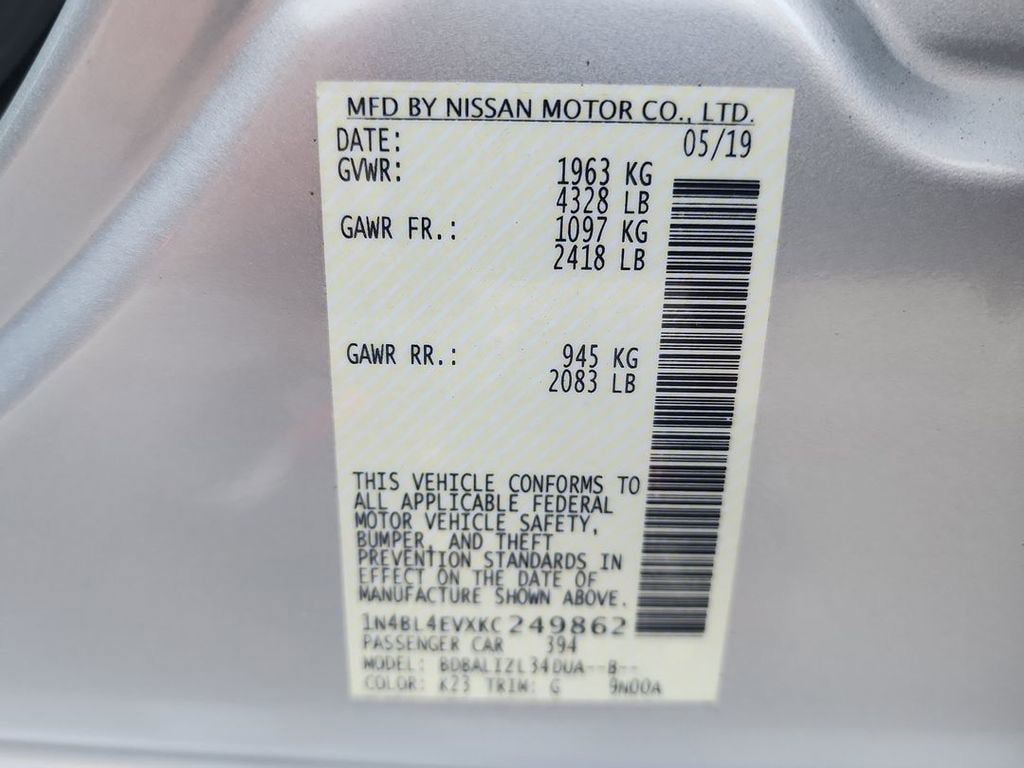 MFD BY NISSAN MOTOR CO., LTD.
DATE: 05/19
GVWR: 1963 KG
4328 LB
GAWR FR.: 1097 KG
2418 LB
GAWR RR.: 945 KG
2083 LB
THIS VEHICLE CONFORMS TO
ALL APPLICABLE FEDERAL
MOTOR VEHICLE SAFETY,
BUMPER, AND THEFT
PREVENTION STANDARDS IN
EFFECT ON THE DATE OF
MANUFACTURE SHOWN ABOVE.
1N4BL4EVXKC249862
PASSENGER CAR 394
MODEL: BDBALIZL34DUA--B--
COLOR: K23 TRIM: G 9N00A